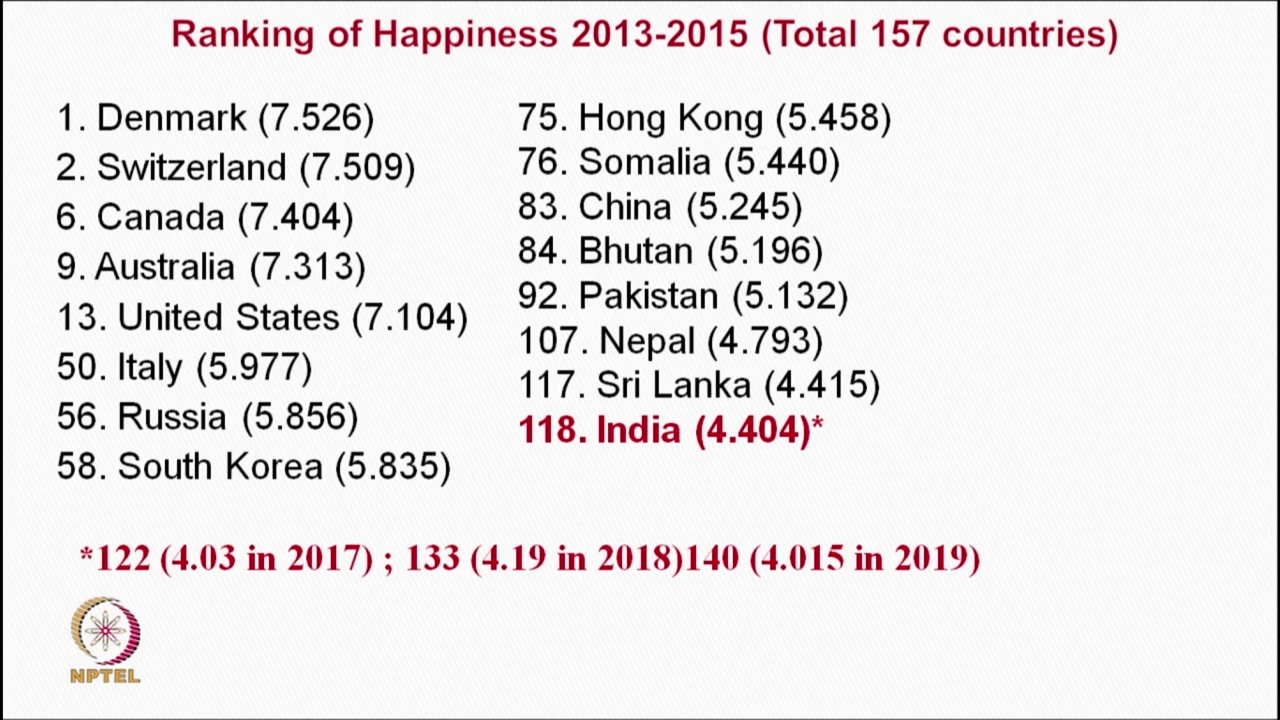 Ranking of Happiness 2013-2015 (Total 157 countries)
1. Denmark (7.526)
2. Switzerland (7.509)
6. Canada (7.404)
9. Australia (7.313)
13. United States (7.104)
50. Italy (5.977)
56. Russia (5.856)
58. South Korea (5.835)
75. Hong Kong (5.458)
76. Somalia (5.440)
83. China (5.245)
84. Bhutan (5.196)
92. Pakistan (5.132)
107. Nepal (4.793)
117. Sri Lanka (4.415)
118. India (4.404)*
*122 (4.03 in 2017) ; 133 (4.19 in 2018)140 (4.015 in 2019)
NPTEL